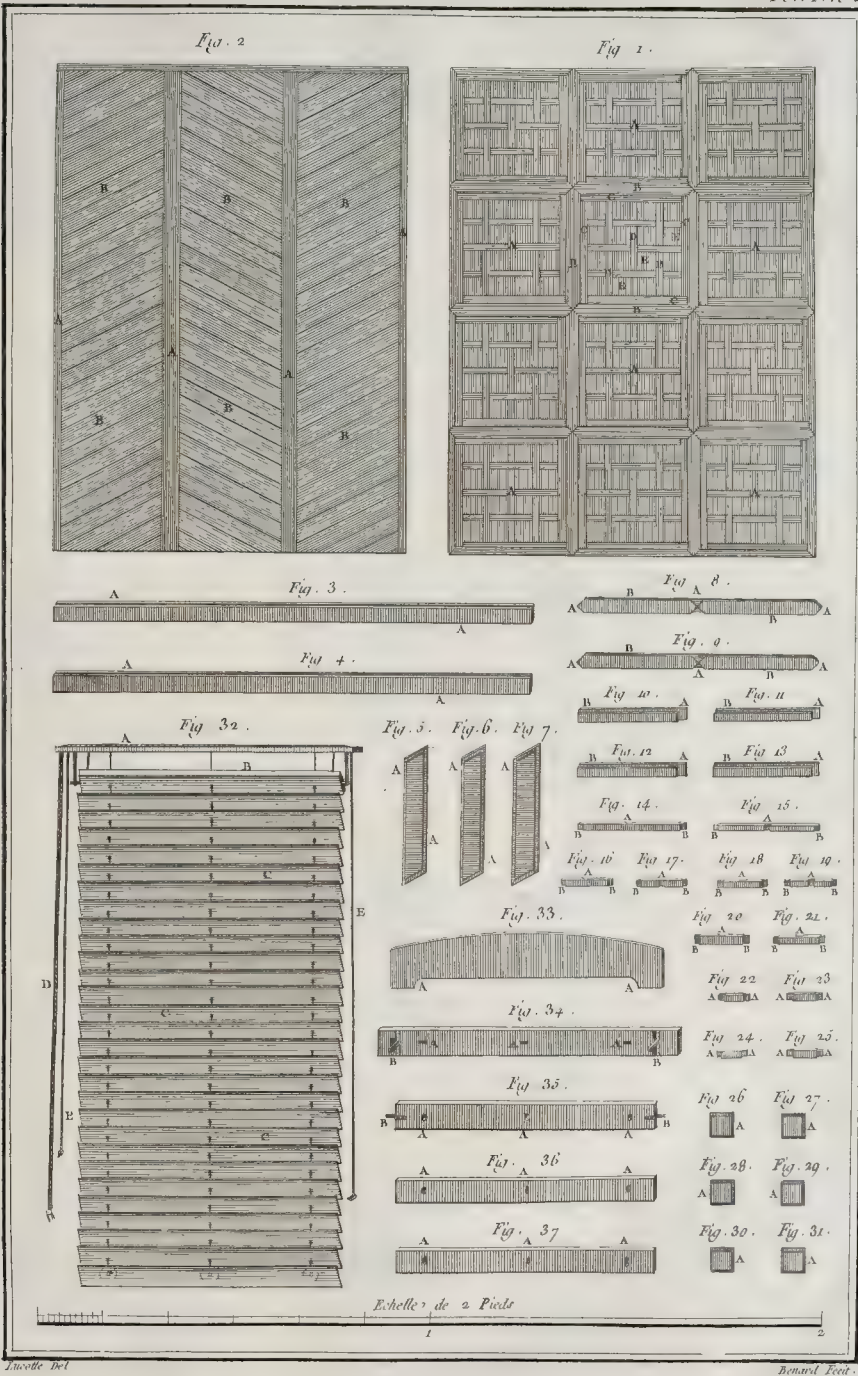 Fig. 2
Fig 1.
B
A
B
B
B
A
C
B
C
A
A
B
D
E
A
E
B
D
B
E
C
B
A
A
A
A
B
B
B
A
A
Fig. 3.
A
A
Fig. 4.
A
A
Fig. 8.
A
B
A
B
A
Fig. 9.
A
B
A
B
A
Fig. 10.
B
A
Fig. 11
B
A
Fig. 12
B
A
Fig. 13
B
A
Fig. 14.
A
B
B
Fig. 15.
A
B
B
Fig. 16
A
B
B
Fig. 17.
A
B
B
Fig. 18
A
B
B
Fig. 19.
A
B
B
Fig 32.
A
B
C
E
D
C
E
C
Fig. 5.
A
A
Fig. 6.
A
A
Fig 7.
A
A
Fig. 33.
A
A
Fig 20
A
B
B
Fig. 21.
A
B
B
Fig 22
A
A
Fig 23
A
A
Fig. 34.
A
A
A
B
B
Fig 24.
A
A
Fig. 25.
A
A
Fig. 35.
B
A
A
A
B
Fig 26
A
Fig 27.
A
Fig. 36
A
A
A
Fig. 28.
A
Fig. 29.
A
Fig. 37
A
A
A
Fig. 30.
A
Fig. 31.
A
Echelle de 2 Pieds
1
2
Lucotte Del
Benard Fecit.